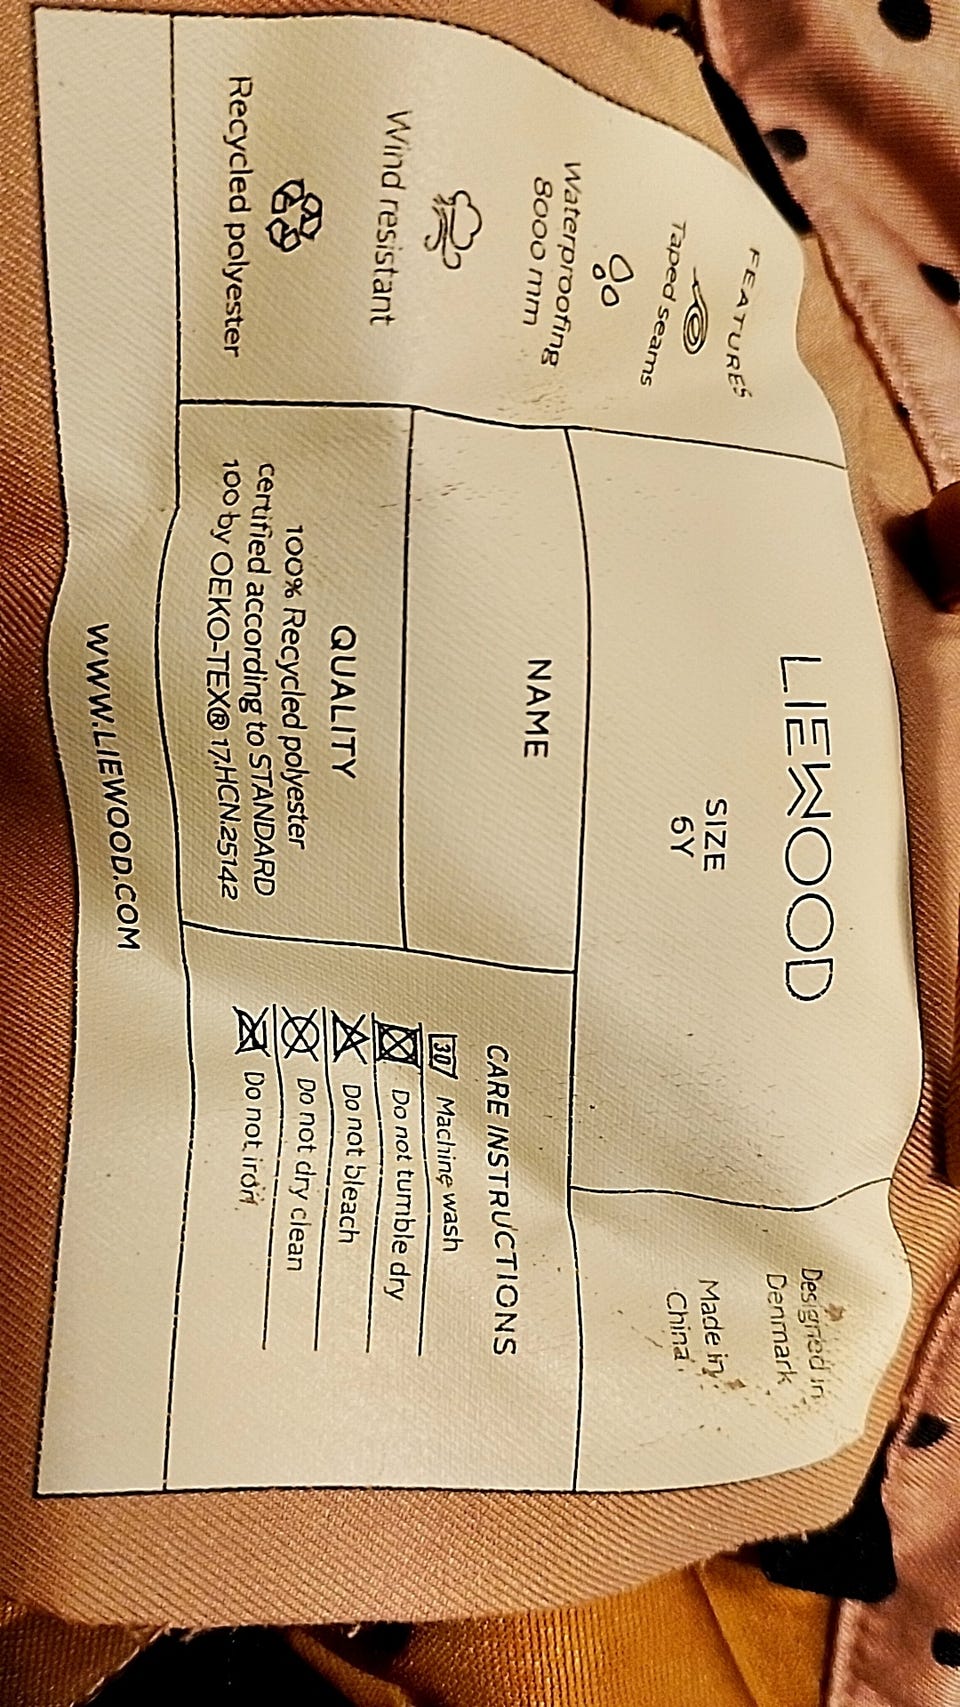 LIEWOOD
SIZE
6Y
Designed in
Denmark
Made in
China
FEATURES
Taped seams
Waterproofing
8000 mm
Wind resistant
Recycled polyester
NAME
QUALITY
100% Recycled polyester
certified according to STANDARD
100 by OEKO-TEX® 17.HCN.25142
CARE INSTRUCTIONS
30 Machine wash
Do not tumble dry
Do not bleach
Do not dry clean
Do not iron
WWW.LIEWOOD.COM